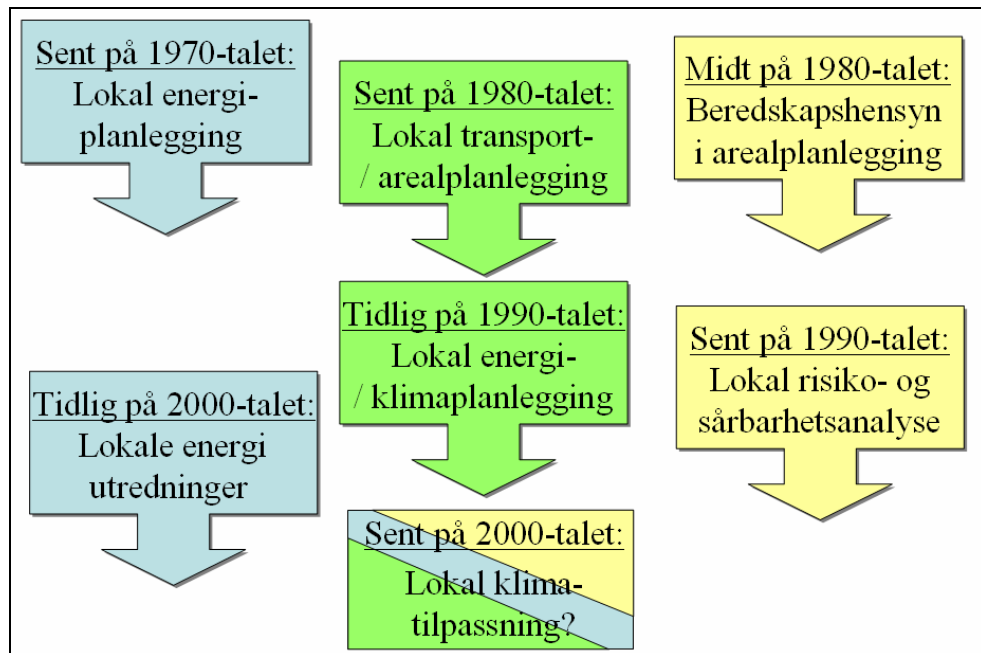 Sent på 1970-talet:
Lokal energi-
planlegging
Sent på 1980-talet:
Lokal transport-
/ arealplanlegging
Midt på 1980-talet:
Beredskapshensyn
i arealplanlegging
Tidlig på 2000-talet:
Lokale energi
utredninger
Tidlig på 1990-talet:
Lokal energi-
/ klimaplanlegging
Sent på 1990-talet:
Lokal risiko- og
sårbarhetsanalyse
Sent på 2000-talet:
Lokal klima-
tilpassning?